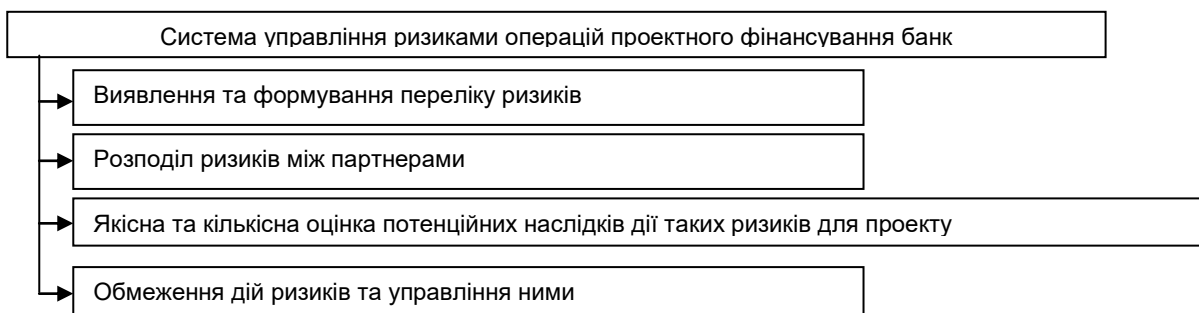 Система управління ризиками операцій проектного фінансування банк
Виявлення та формування переліку ризиків
Розподіл ризиків між партнерами
Якісна та кількісна оцінка потенційних наслідків дії таких ризиків для проекту
Обмеження дій ризиків та управління ними